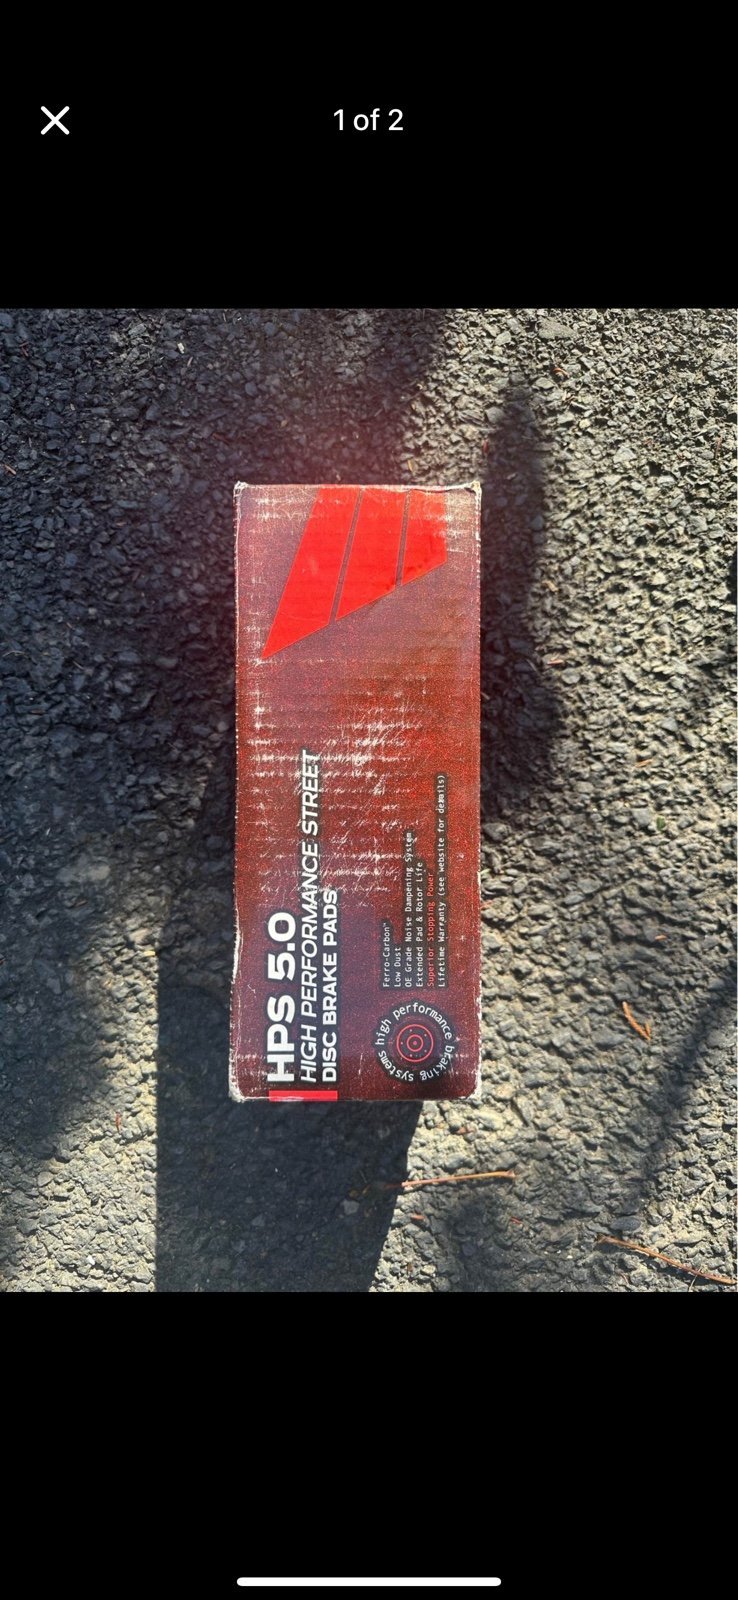 1 of 2
HPS 5.0
HIGH PERFORMANCE STREET
DISC BRAKE PADS
Ferro-Carbon™
Low Dust
OE Grade Noise Dampening System
Extended Pad & Rotor Life
Superior Stopping Power
Lifetime Warranty (see website for details)
high performance braking systems